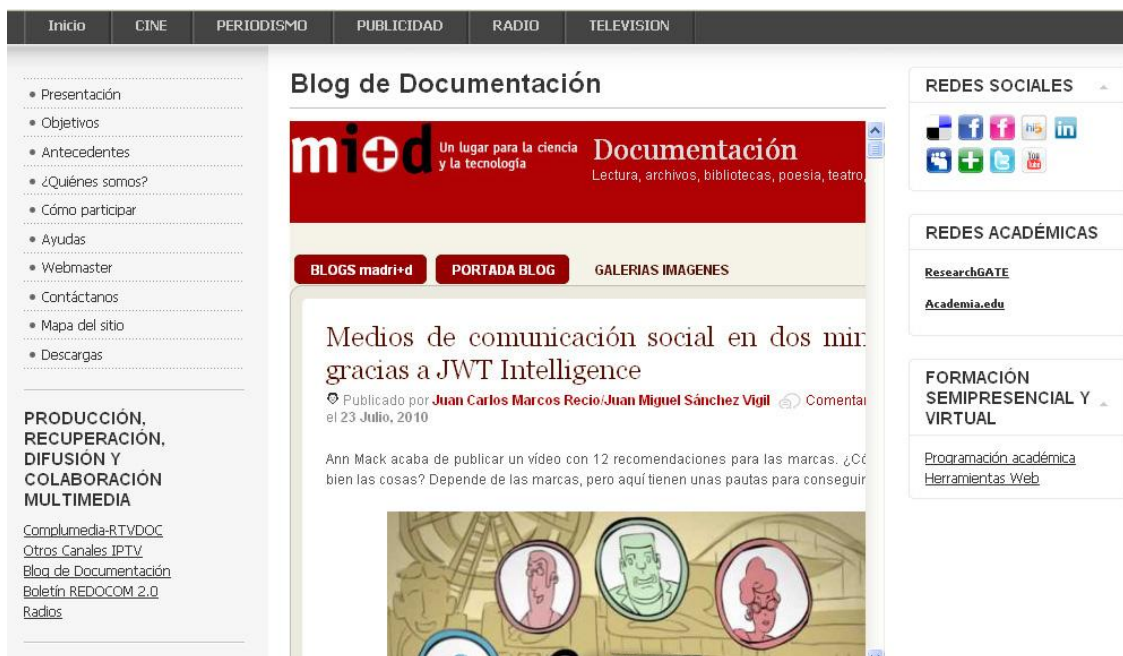 Inicio CINE PERIODISMO PUBLICIDAD RADIO TELEVISION
Presentación
Objetivos
Antecedentes
¿Quiénes somos?
Cómo participar
Ayudas
Webmaster
Contáctanos
Mapa del sitio
Descargas
PRODUCCIÓN,
RECUPERACIÓN,
DIFUSIÓN Y
COLABORACIÓN
MULTIMEDIA
Complumedia-RTVDOC
Otros Canales IPTV
Blog de Documentación
Boletín REDOCOM 2.0
Radios
Blog de Documentación
mi+d
Un lugar para la ciencia
y la tecnología
Documentación
Lectura, archivos, bibliotecas, poesia, teatro,
BLOGS madri+d PORTADA BLOG GALERIAS IMAGENES
Medios de comunicación social en dos min
gracias a JWT Intelligence
Publicado por Juan Carlos Marcos Recio/Juan Miguel Sánchez Vigil Comentar
el 23 Julio, 2010
Ann Mack acaba de publicar un vídeo con 12 recomendaciones para las marcas. ¿Có
bien las cosas? Depende de las marcas, pero aquí tienen unas pautas para conseguir
REDES SOCIALES
hi5 in
You
REDES ACADÉMICAS
ResearchGATE
Academia.edu
FORMACIÓN
SEMIPRESENCIAL Y
VIRTUAL
Programación académica
Herramientas Web